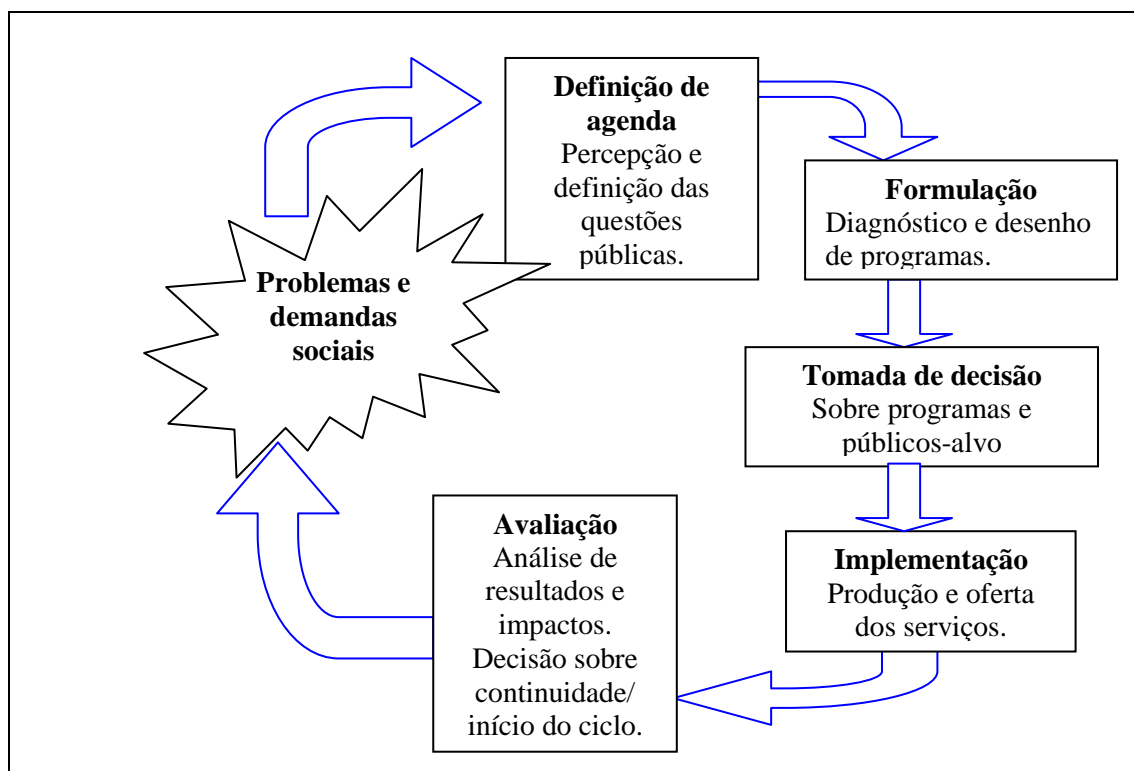 Definição de
agenda
Percepção e
definição das
questões
públicas.
Formulação
Diagnóstico e desenho
de programas.
Problemas e
demandas
sociais
Tomada de decisão
Sobre programas e
públicos-alvo
Avaliação
Análise de
resultados e
impactos.
Decisão sobre
continuidade/
início do ciclo.
Implementação
Produção e oferta
dos serviços.